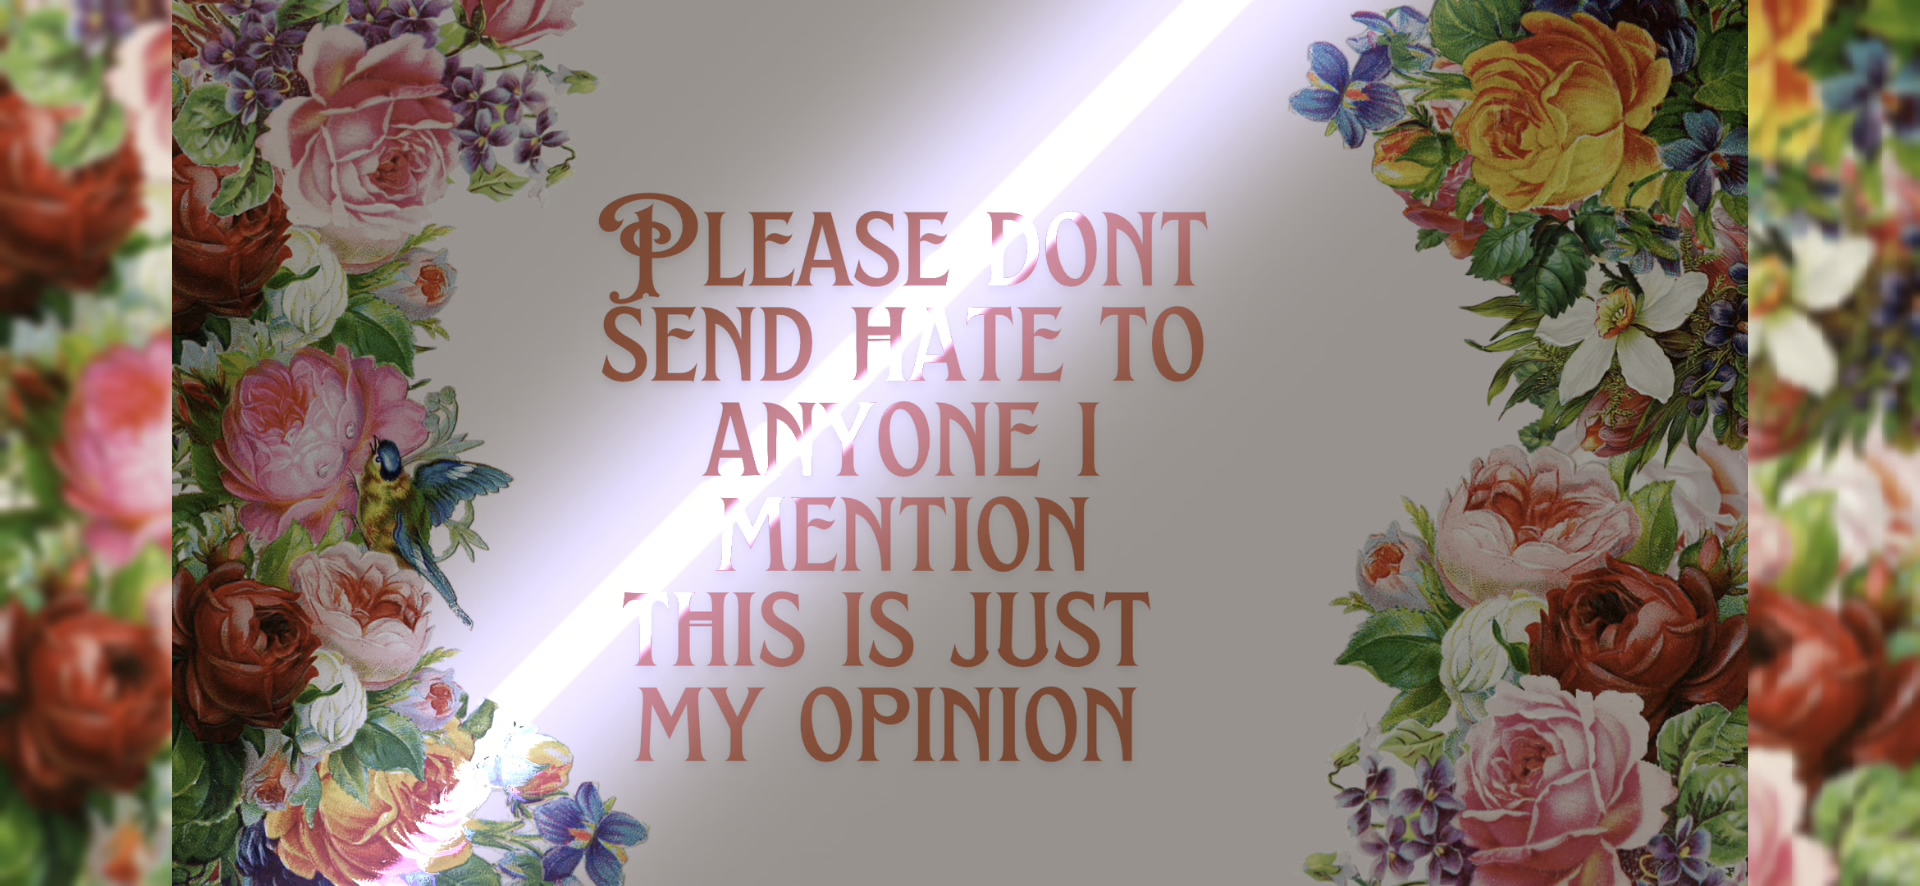 Please dont
send hate to
anyone I
mention
this is just
my opinion